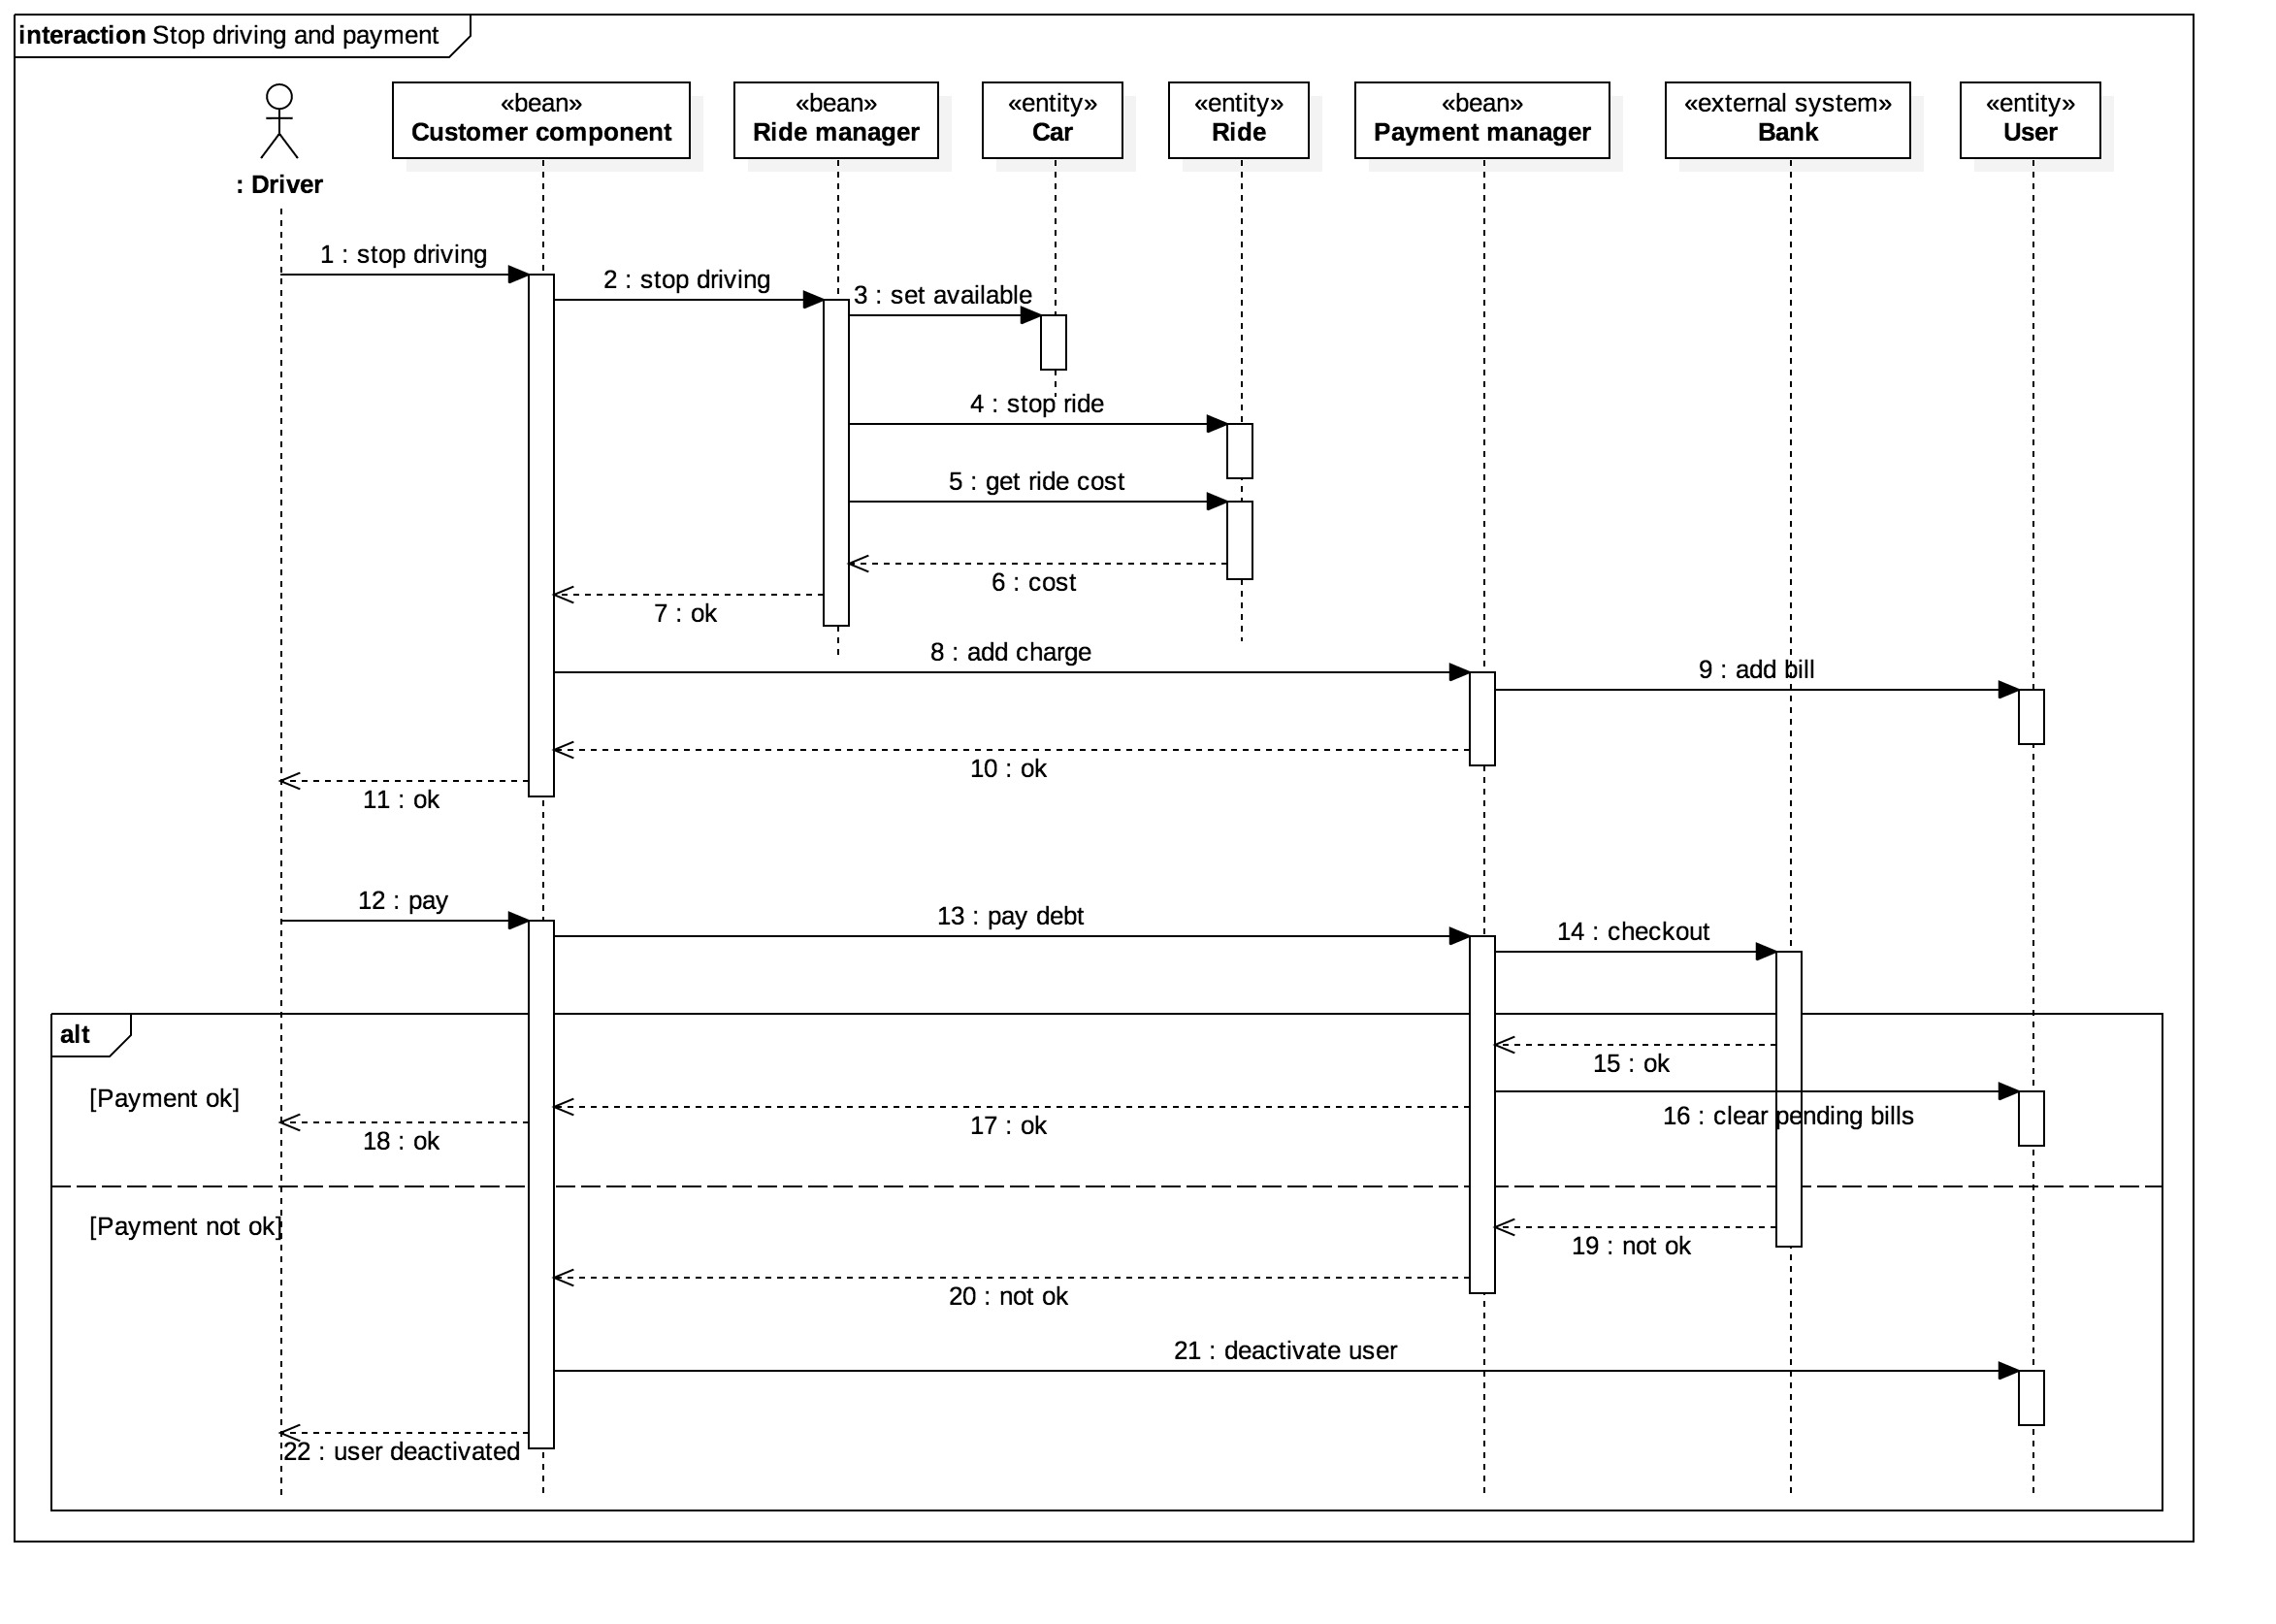 interaction Stop driving and payment
«bean»
Customer component
«bean»
Ride manager
«entity»
Car
«entity»
Ride
«bean»
Payment manager
«external system»
Bank
«entity»
User
: Driver
1 : stop driving
2 : stop driving
3 : set available
4 : stop ride
5 : get ride cost
6 : cost
7 : ok
8 : add charge
9 : add bill
10 : ok
11 : ok
12 : pay
13 : pay debt
14 : checkout
alt
15 : ok
[Payment ok]
16 : clear pending bills
17 : ok
18 : ok
[Payment not ok]
19 : not ok
20 : not ok
21 : deactivate user
22 : user deactivated